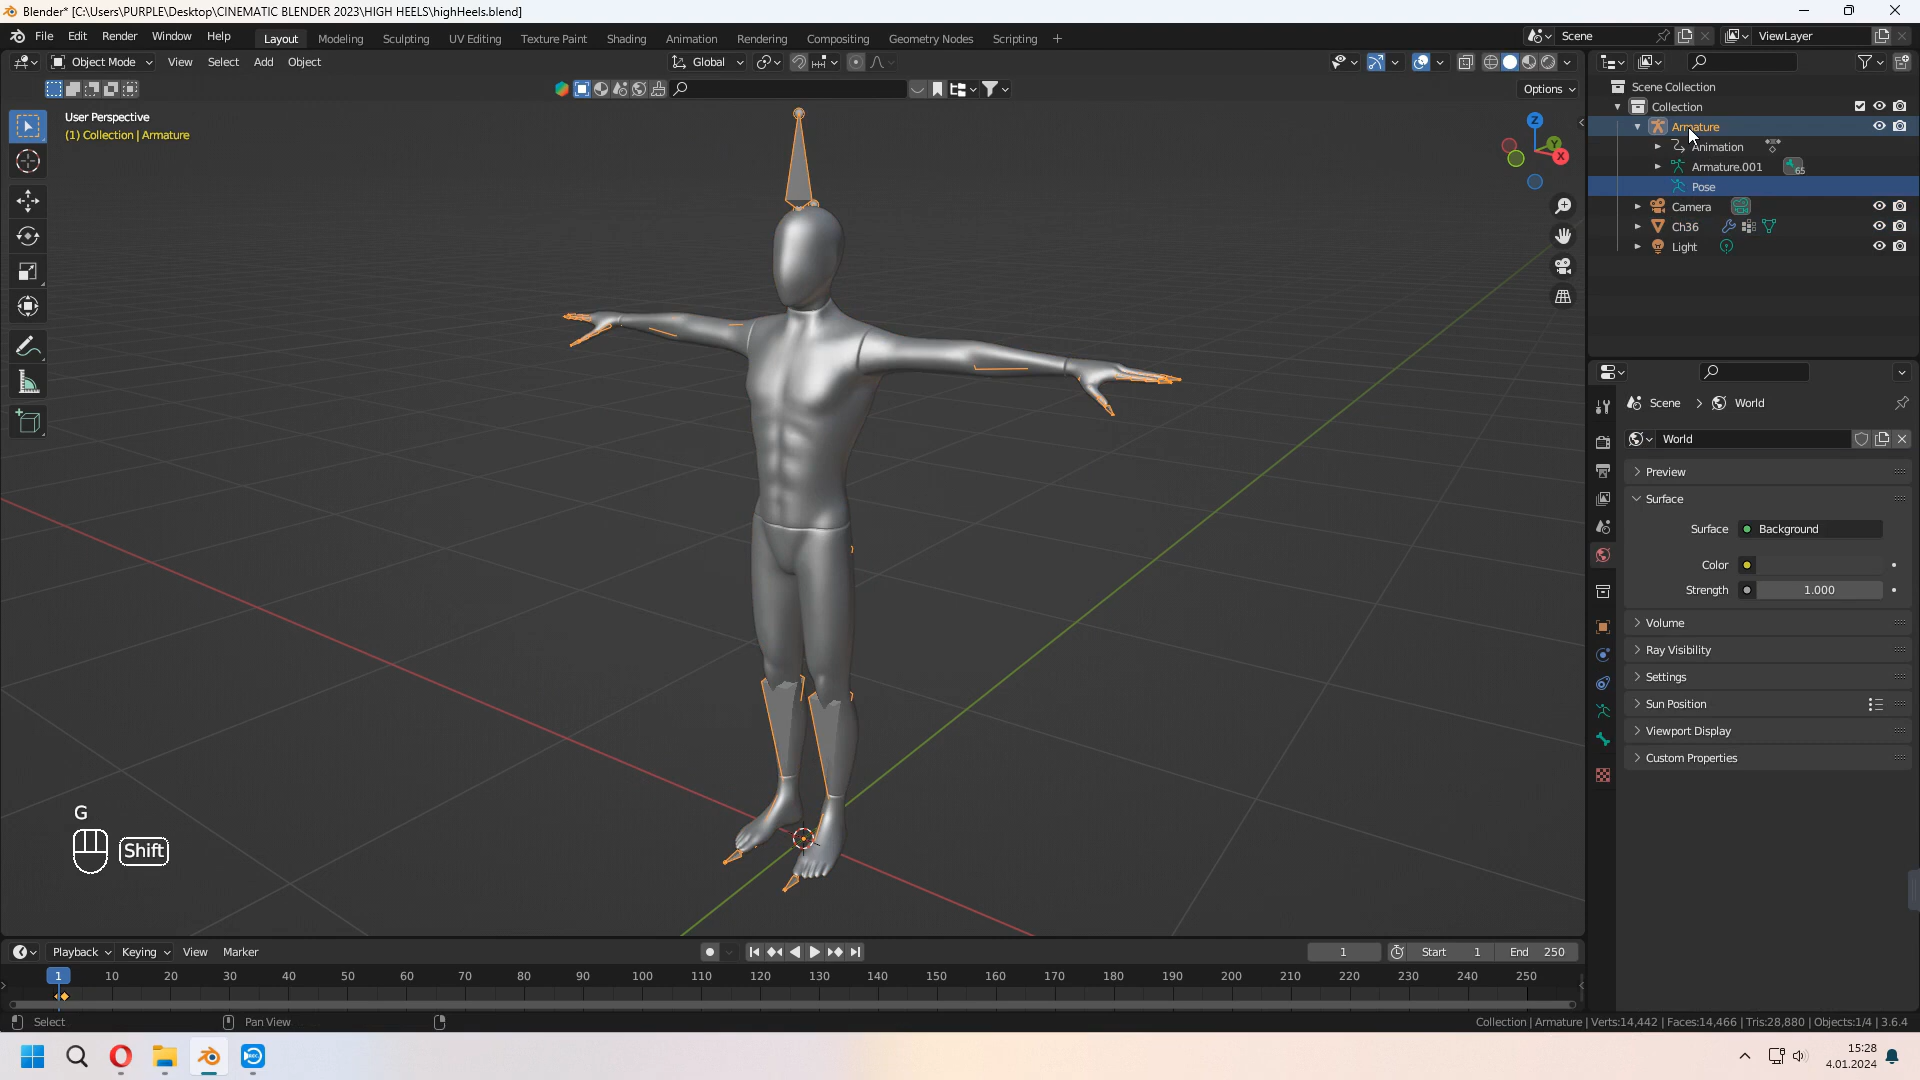 Blender* [C:\Users\PURPLE\Desktop\CINEMATIC BLENDER 2023\HIGH HEELS\highHeels.blend]
File Edit Render Window Help Layout Modeling Sculpting UV Editing Texture Paint Shading Animation Rendering Compositing Geometry Nodes Scripting + Scene ViewLayer
Object Mode View Select Add Object Global
Options
User Perspective
(1) Collection | Armature
Z
Y
X
Scene Collection
Collection
Armature
Animation
Armature.001 65
Pose
Camera
Ch36
Light
Scene > World
World
Preview
Surface
Surface Background
Color
Strength 1.000
Volume
Ray Visibility
Settings
Sun Position
Viewport Display
Custom Properties
G
Shift
Playback Keying View Marker 1 Start 1 End 250
1 10 20 30 40 50 60 70 80 90 100 110 120 130 140 150 160 170 180 190 200 210 220 230 240 250
Select Pan View Collection | Armature | Verts:14,442 | Faces:14,466 | Tris:28,880 | Objects:1/4 | 3.6.4
15:28
4.01.2024